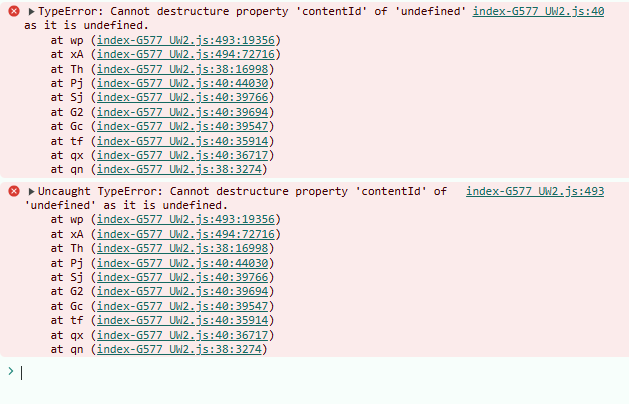 TypeError: Cannot destructure property 'contentId' of 'undefined' index-G577_UW2.js:40
as it is undefined.
at wp (index-G577_UW2.js:493:19356)
at xA (index-G577_UW2.js:494:72716)
at Th (index-G577_UW2.js:38:16998)
at Pj (index-G577_UW2.js:40:44030)
at Sj (index-G577_UW2.js:40:39766)
at G2 (index-G577_UW2.js:40:39694)
at Gc (index-G577_UW2.js:40:39547)
at tf (index-G577_UW2.js:40:35914)
at qx (index-G577_UW2.js:40:36717)
at qn (index-G577_UW2.js:38:3274)
Uncaught TypeError: Cannot destructure property 'contentId' of index-G577_UW2.js:493
'undefined' as it is undefined.
at wp (index-G577_UW2.js:493:19356)
at xA (index-G577_UW2.js:494:72716)
at Th (index-G577_UW2.js:38:16998)
at Pj (index-G577_UW2.js:40:44030)
at Sj (index-G577_UW2.js:40:39766)
at G2 (index-G577_UW2.js:40:39694)
at Gc (index-G577_UW2.js:40:39547)
at tf (index-G577_UW2.js:40:35914)
at qx (index-G577_UW2.js:40:36717)
at qn (index-G577_UW2.js:38:3274)